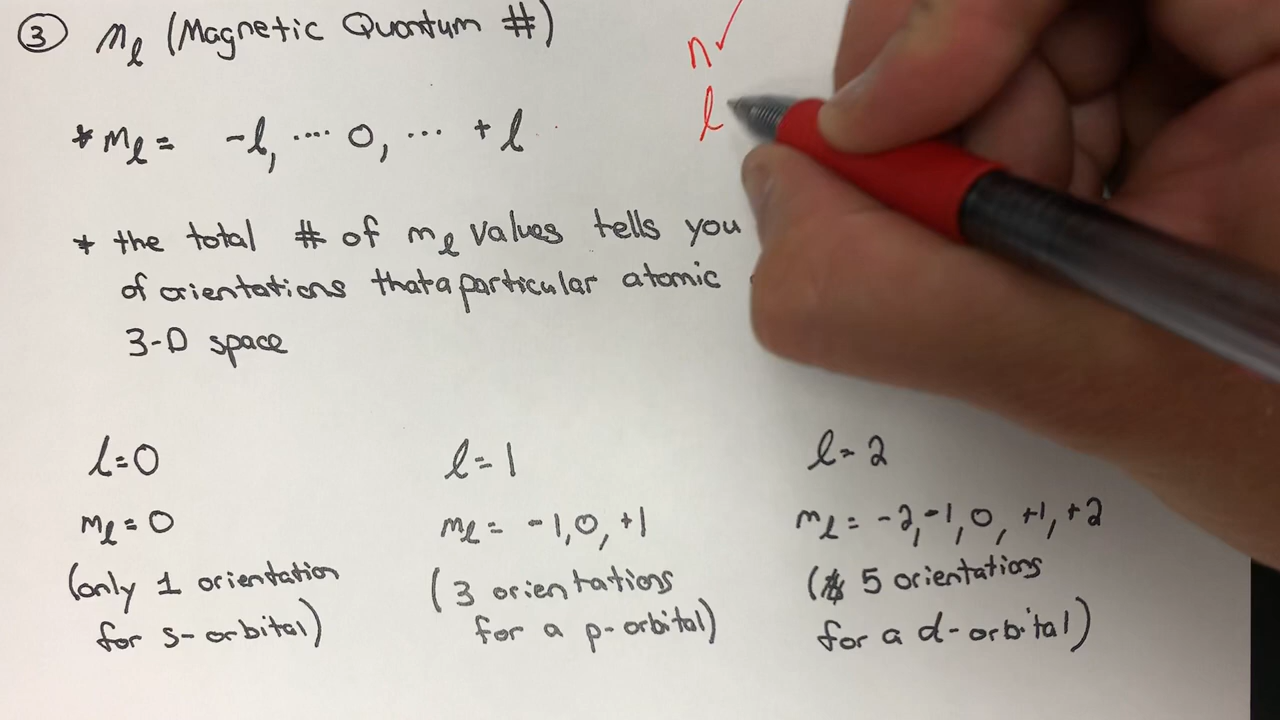 ③ mℓ (Magnetic Quantum #)
n ✓
ℓ
* mℓ = -ℓ, .... 0, ... +ℓ
* the total # of mℓ values tells you
of orientations that a particular atomic
3-D space
ℓ=0
mℓ = 0
(only 1 orientation
for s-orbital)
ℓ=1
mℓ = -1, 0, +1
(3 orientations
for a p-orbital)
ℓ=2
mℓ = -2, -1, 0, +1, +2
(5 orientations
for a d-orbital)